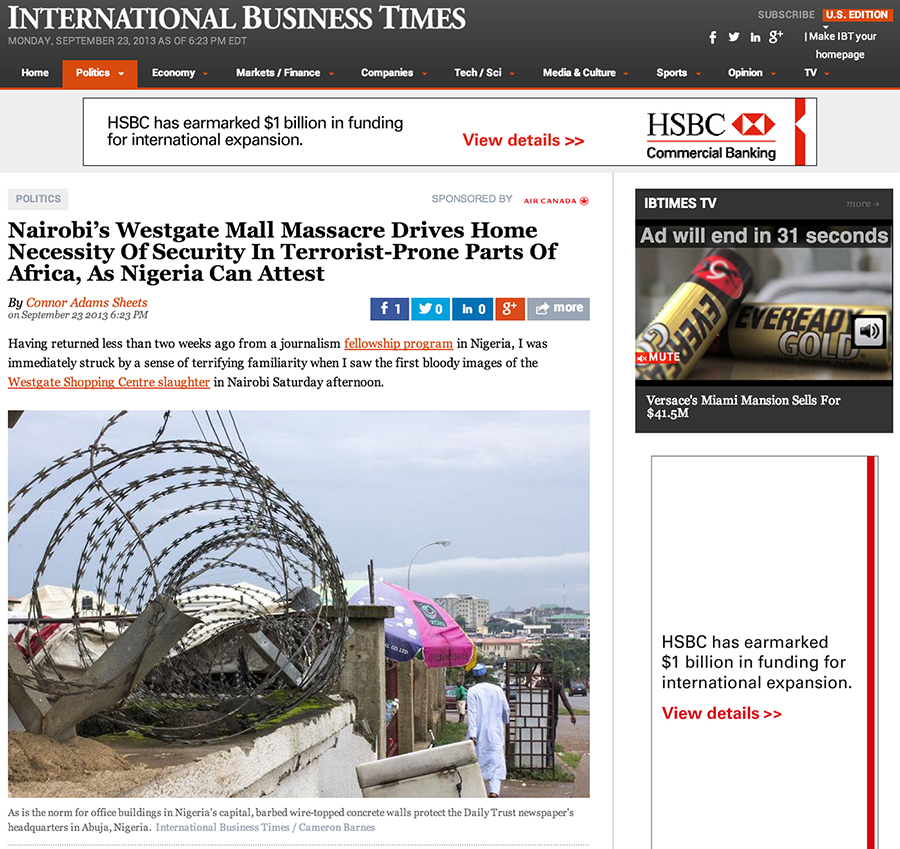 INTERNATIONAL BUSINESS TIMES
MONDAY, SEPTEMBER 23, 2013 AS OF 6:23 PM EDT
SUBSCRIBE U.S. EDITION
| Make IBT your
homepage
Home Politics Economy Markets / Finance Companies Tech / Sci Media & Culture Sports Opinion TV
HSBC has earmarked $1 billion in funding
for international expansion.
View details >>
HSBC
Commercial Banking
POLITICS
SPONSORED BY AIR CANADA
Nairobi's Westgate Mall Massacre Drives Home
Necessity Of Security In Terrorist-Prone Parts Of
Africa, As Nigeria Can Attest
By Connor Adams Sheets
on September 23 2013 6:23 PM
f 1 0 in 0 g+ more
Having returned less than two weeks ago from a journalism fellowship program in Nigeria, I was
immediately struck by a sense of terrifying familiarity when I saw the first bloody images of the
Westgate Shopping Centre slaughter in Nairobi Saturday afternoon.
As is the norm for office buildings in Nigeria's capital, barbed wire-topped concrete walls protect the Daily Trust newspaper's
headquarters in Abuja, Nigeria. International Business Times / Cameron Barnes
IBTIMES TV more →
Ad will end in 31 seconds
EVEREADY
GOLD
MUTE
Versace's Miami Mansion Sells For
$41.5M
HSBC has earmarked
$1 billion in funding for
international expansion.
View details >>